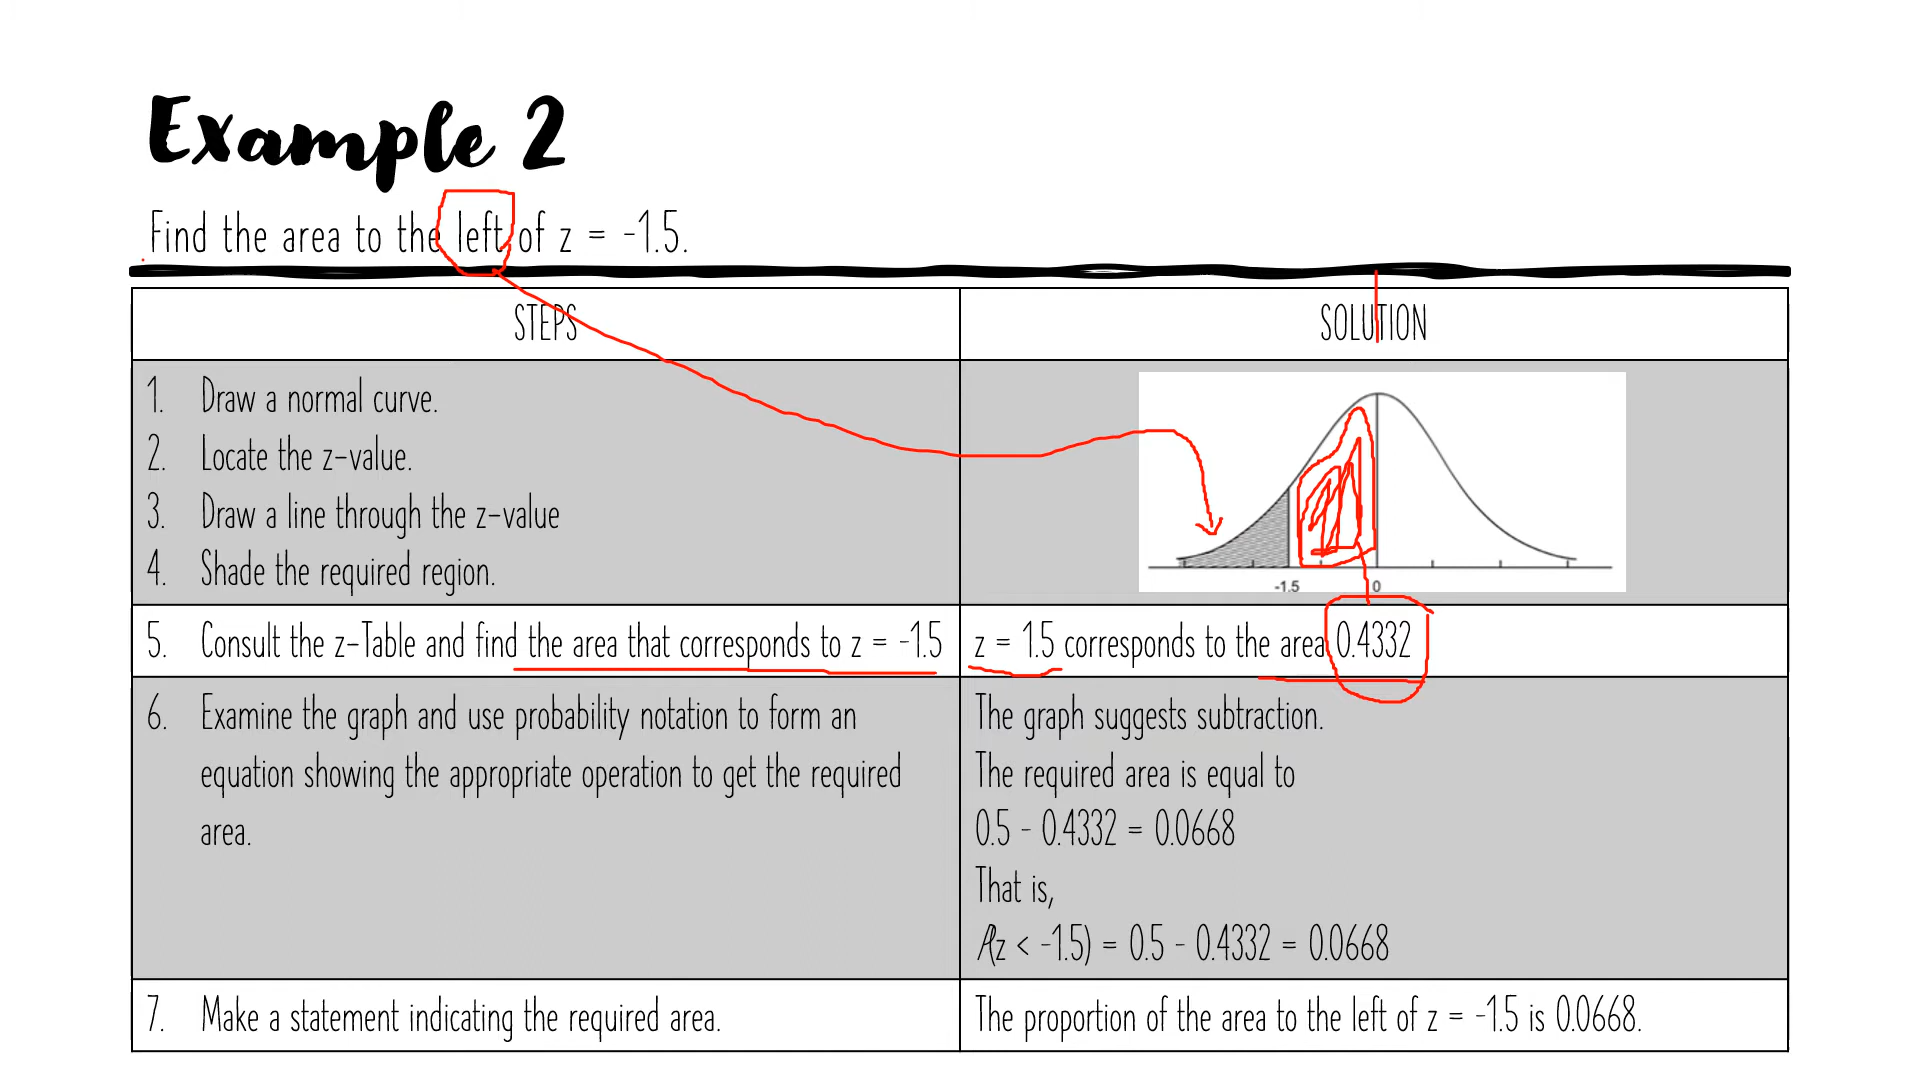 Example 2
Find the area to the left of z = -1.5.
STEPS
SOLUTION
1. Draw a normal curve.
2. Locate the z-value.
3. Draw a line through the z-value
4. Shade the required region.
-1.5 0
5. Consult the z-Table and find the area that corresponds to z = -1.5
z = 1.5 corresponds to the area 0.4332
6. Examine the graph and use probability notation to form an
equation showing the appropriate operation to get the required
area.
The graph suggests subtraction.
The required area is equal to
0.5 - 0.4332 = 0.0668
That is,
P(z < -1.5) = 0.5 - 0.4332 = 0.0668
7. Make a statement indicating the required area.
The proportion of the area to the left of z = -1.5 is 0.0668.